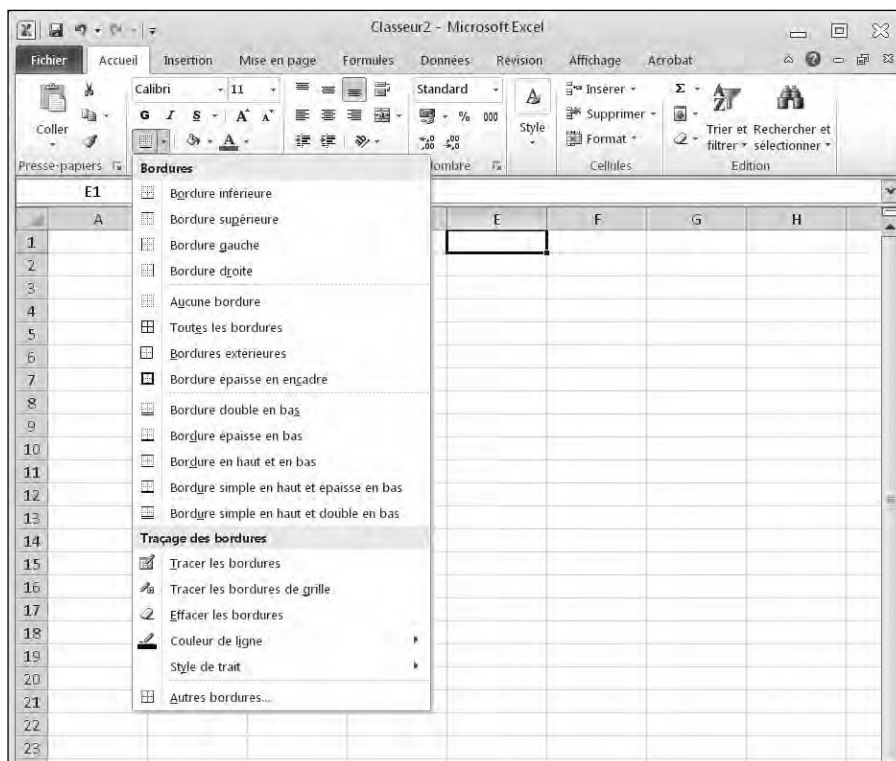 Classeur2 - Microsoft Excel
Fichier Accueil Insertion Mise en page Formules Données Révision Affichage Acrobat
Coller
Calibri 11
G I S A A
A
Standard
% 000
Style
A
Insérer
Supprimer
Format
Σ
Trier et filtrer
Rechercher et sélectionner
Presse-papiers Nombre Cellules Edition
E1
A E F G H
Bordures
Bordure inférieure
Bordure supérieure
Bordure gauche
Bordure droite
Aucune bordure
Toutes les bordures
Bordures extérieures
Bordure épaisse en encadré
Bordure double en bas
Bordure épaisse en bas
Bordure en haut et en bas
Bordure simple en haut et épaisse en bas
Bordure simple en haut et double en bas
Traçage des bordures
Tracer les bordures
Tracer les bordures de grille
Effacer les bordures
Couleur de ligne
Style de trait
Autres bordures...
1
2
3
4
5
6
7
8
9
10
11
12
13
14
15
16
17
18
19
20
21
22
23